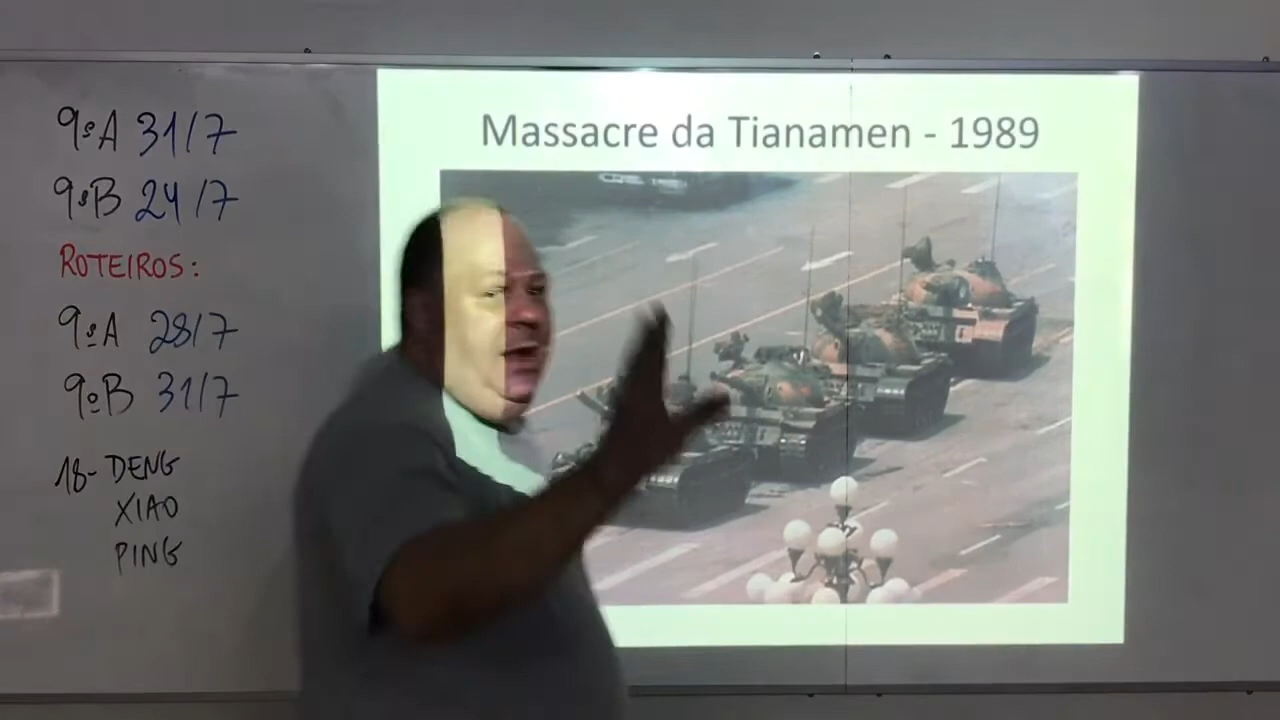 9ºA 31/7
9ºB 24/7
ROTEIROS:
9ºA 28/7
9ºB 31/7
18- DENG
XIAO
PING
Massacre da Tianamen - 1989